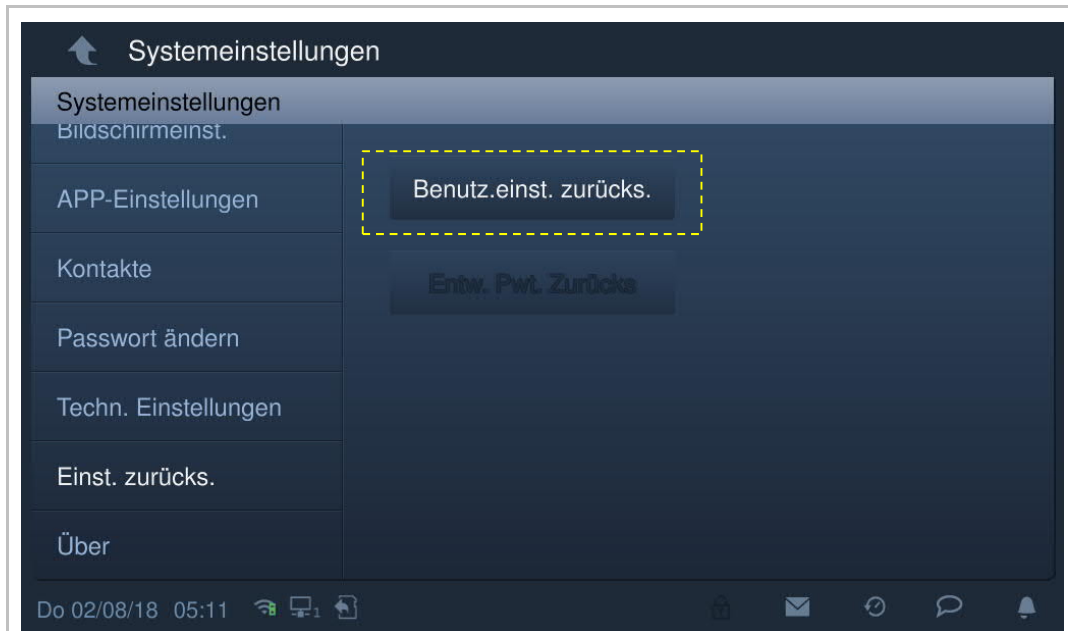 Systemeinstellungen
Systemeinstellungen
Bildschirmeinst.
APP-Einstellungen
Kontakte
Passwort ändern
Techn. Einstellungen
Einst. zurücks.
Über
Benutz.einst. zurücks.
Entw. Pwt. Zurücks
Do 02/08/18 05:11 1